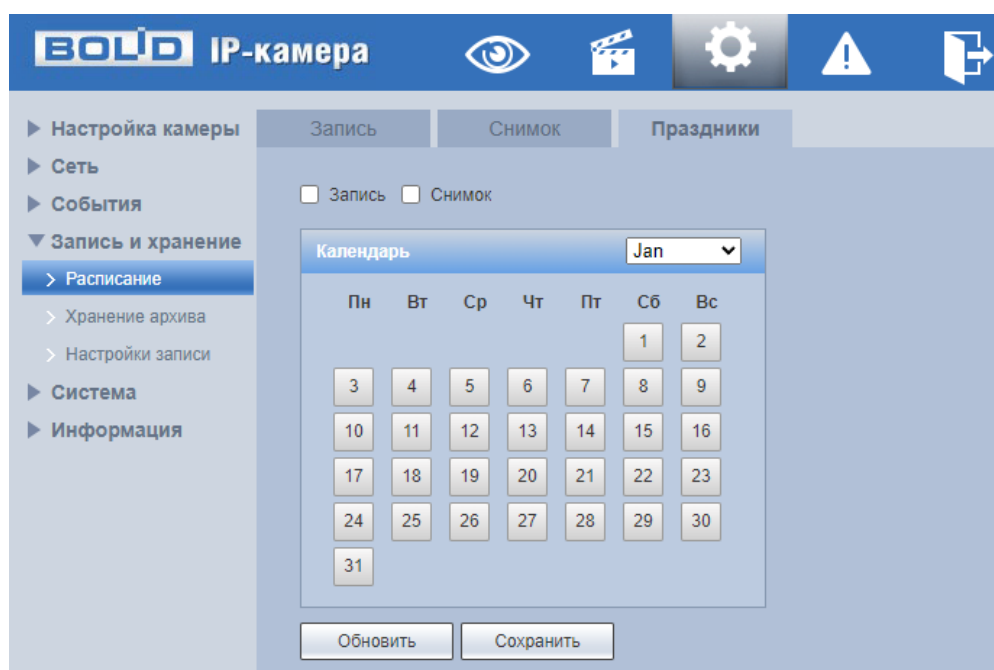 BOLID IP-камера
Настройка камеры
Сеть
События
Запись и хранение
Расписание
Хранение архива
Настройки записи
Система
Информация
Запись Снимок Праздники
Запись Снимок
Календарь Jan
Пн Вт Ср Чт Пт Сб Вс
1 2
3 4 5 6 7 8 9
10 11 12 13 14 15 16
17 18 19 20 21 22 23
24 25 26 27 28 29 30
31
Обновить Сохранить